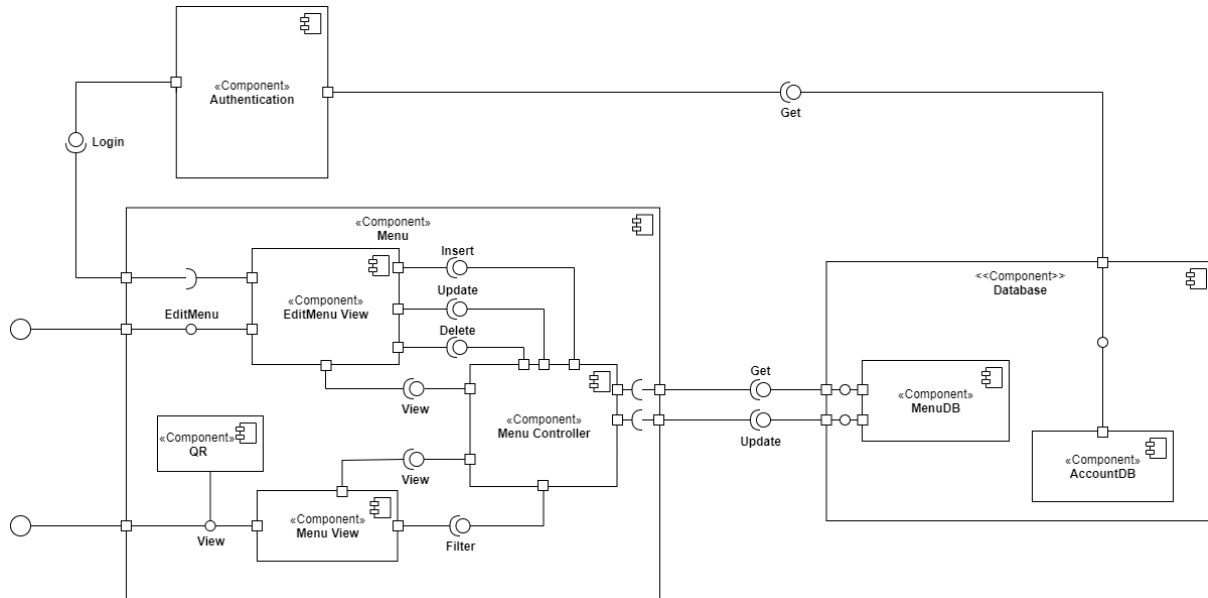 «Component»
Authentication
Get
Login
«Component»
Menu
Insert
«Component»
EditMenu View
Update
Delete
EditMenu
<<Component>>
Database
View
«Component»
Menu Controller
Get
Update
«Component»
MenuDB
«Component»
QR
View
«Component»
AccountDB
View
«Component»
Menu View
Filter